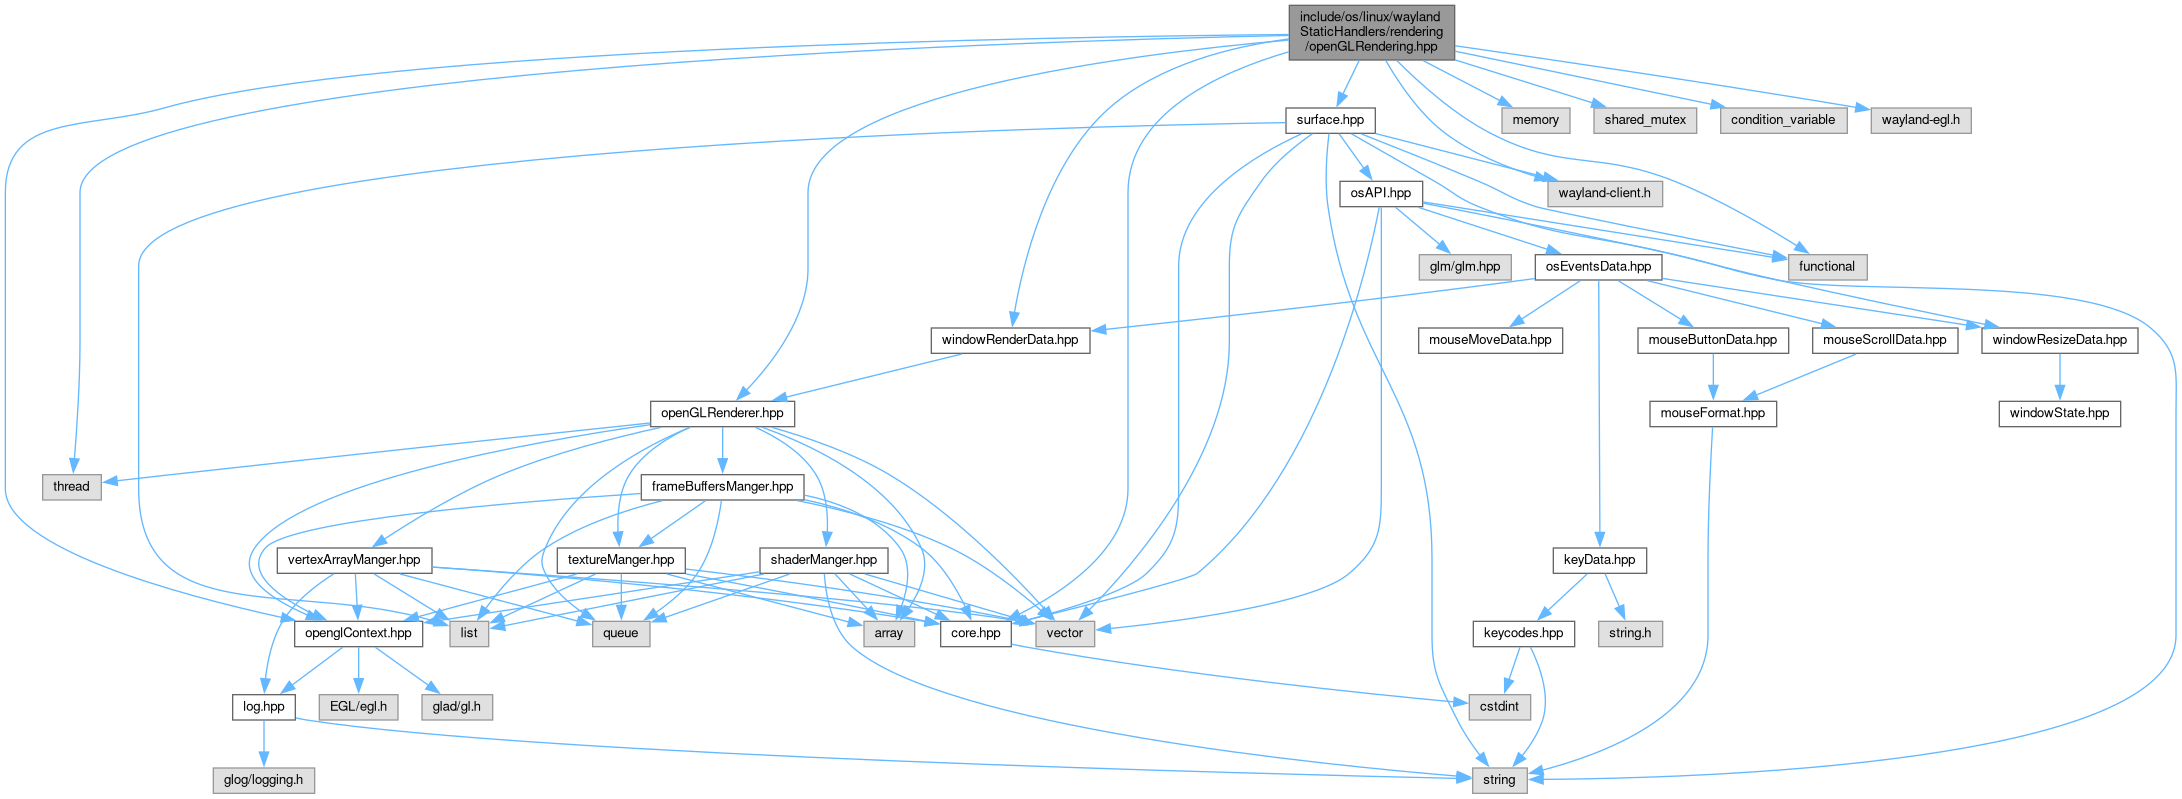 include/os/linux/wayland
StaticHandlers/rendering
/openGLRendering.hpp
surface.hpp
memory
shared_mutex
condition_variable
wayland-egl.h
osAPI.hpp
wayland-client.h
glm/glm.hpp
osEventsData.hpp
functional
windowRenderData.hpp
mouseMoveData.hpp
mouseButtonData.hpp
mouseScrollData.hpp
windowResizeData.hpp
openGLRenderer.hpp
mouseFormat.hpp
windowState.hpp
thread
frameBuffersManger.hpp
vertexArrayManger.hpp
textureManger.hpp
shaderManger.hpp
keyData.hpp
openglContext.hpp
list
queue
array
core.hpp
vector
keycodes.hpp
string.h
log.hpp
EGL/egl.h
glad/gl.h
cstdint
glog/logging.h
string